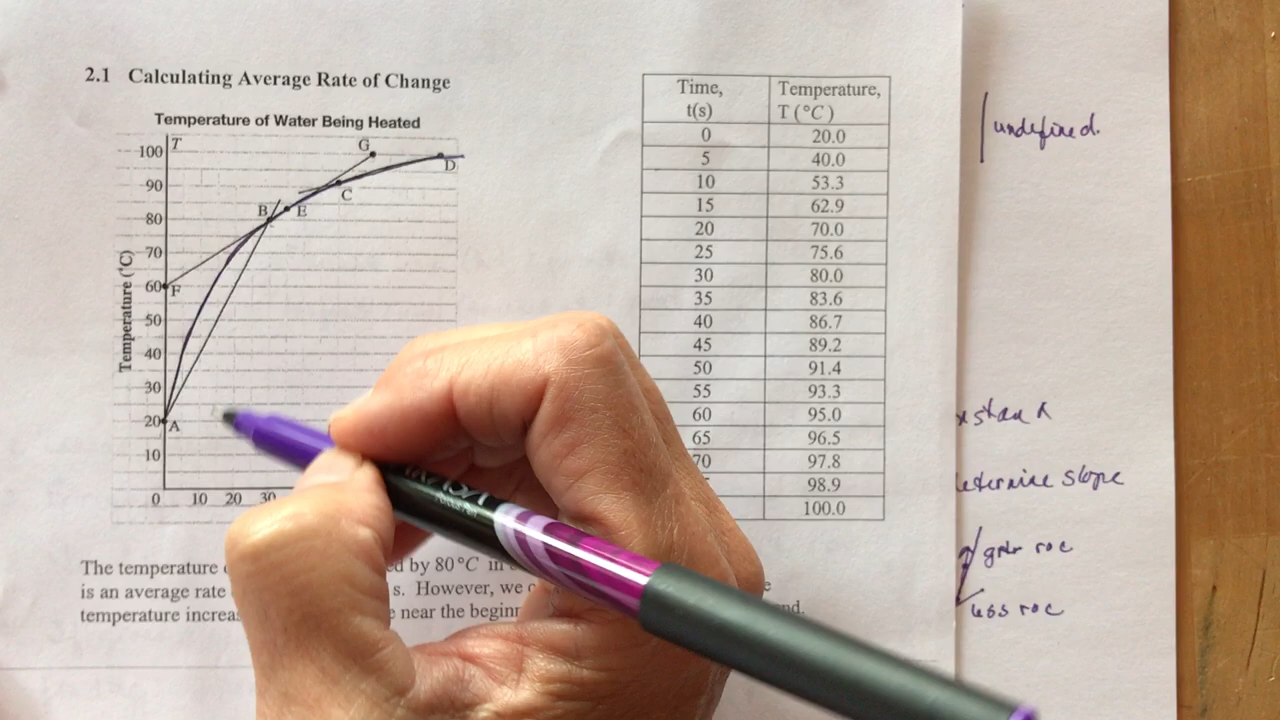 2.1 Calculating Average Rate of Change
Temperature of Water Being Heated
T
G
100
D
90
C
B
E
80
70
60
F
50
40
30
20
A
10
0 10 20 30
Temperature (°C)
Time, t(s)
Temperature, T (°C)
0 20.0
5 40.0
10 53.3
15 62.9
20 70.0
25 75.6
30 80.0
35 83.6
40 86.7
45 89.2
50 91.4
55 93.3
60 95.0
65 96.5
70 97.8
98.9
100.0
The temperature by 80°C in
is an average rate s. However, we
temperature near the
undefined.
slope
roc
less roc